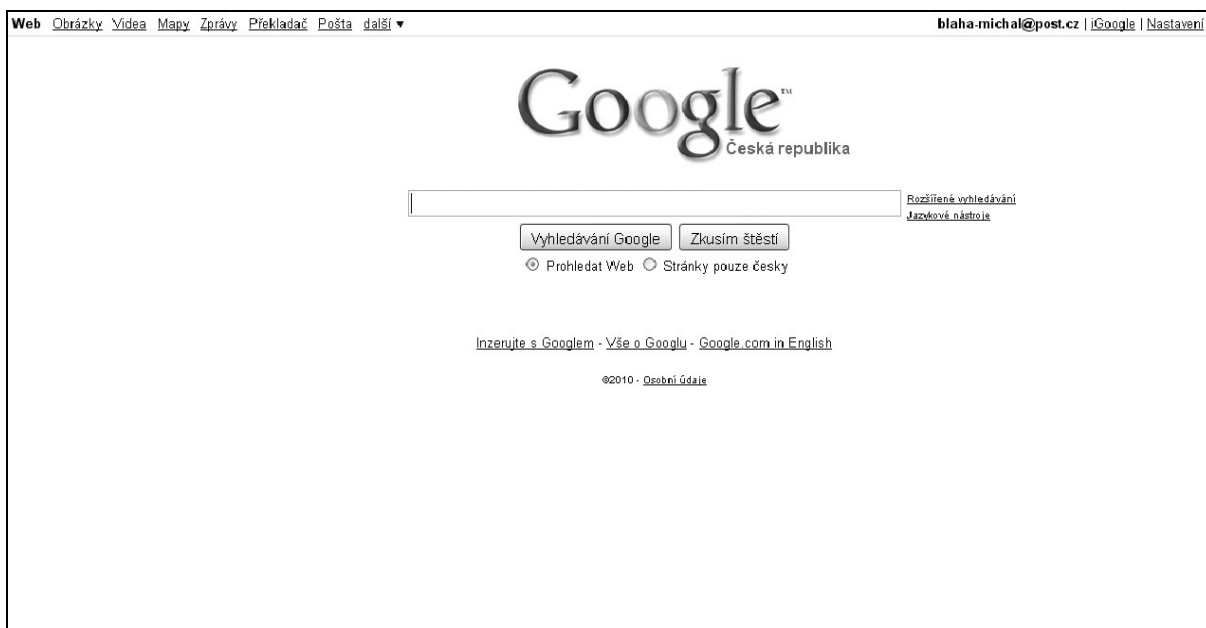 Web Obrázky Videa Mapy Zprávy Překladač Pošta další ▼ blaha-michal@post.cz | iGoogle | Nastavení
Google™
Česká republika
Rozšířené vyhledávání
Jazykové nástroje
Vyhledávání Google Zkusím štěstí
Prohledat Web Stránky pouze česky
Inzerujte s Googlem - Vše o Googlu - Google.com in English
©2010 - Osobní údaje